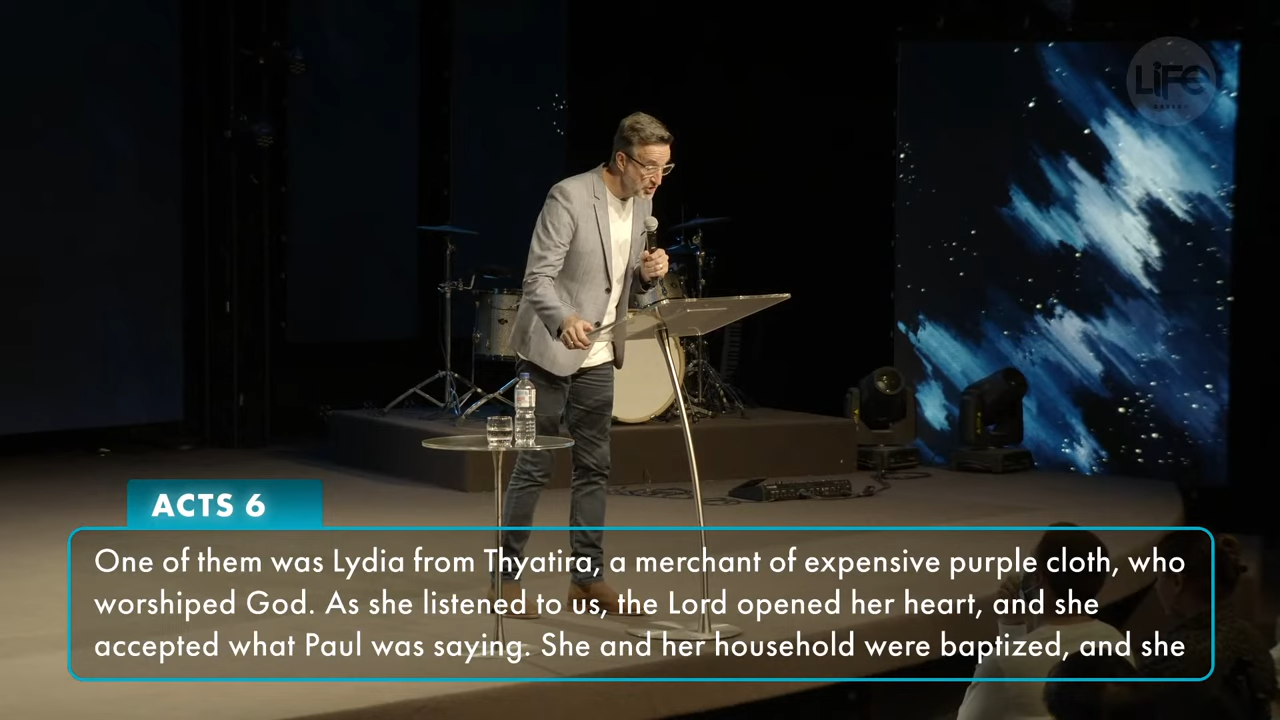 LiFE
ACTS 6
One of them was Lydia from Thyatira, a merchant of expensive purple cloth, who
worshiped God. As she listened to us, the Lord opened her heart, and she
accepted what Paul was saying. She and her household were baptized, and she